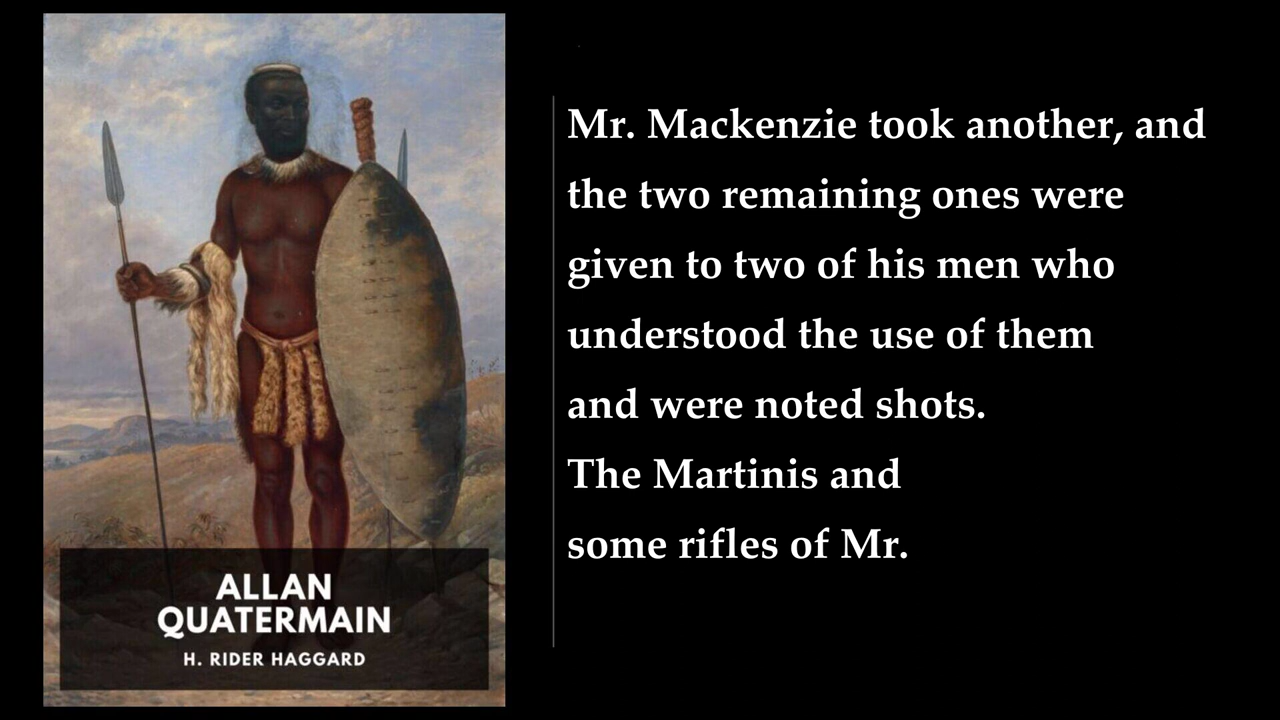 ALLAN
QUATERMAIN
H. RIDER HAGGARD
Mr. Mackenzie took another, and
the two remaining ones were
given to two of his men who
understood the use of them
and were noted shots.
The Martinis and
some rifles of Mr.